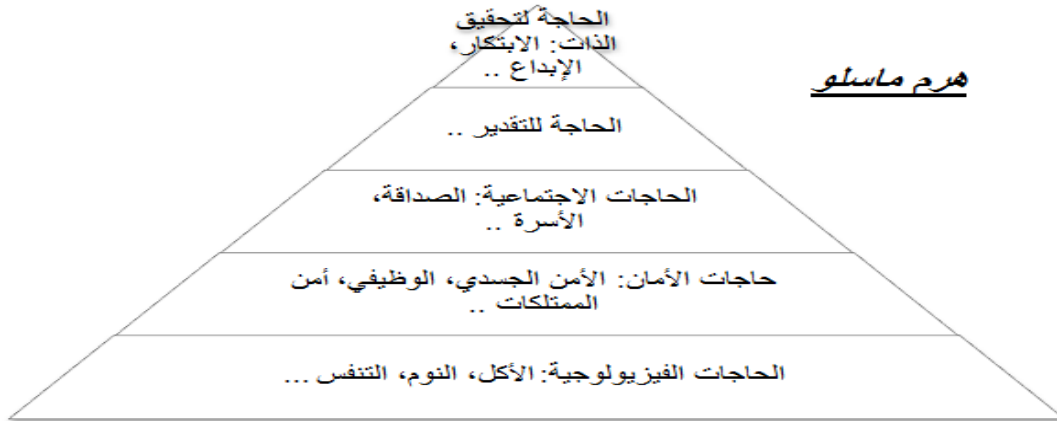 الحاجة لتحقيق
الذات: الابتكار،
الإبداع ..
هرم ماسلو
الحاجة للتقدير ..
الحاجات الاجتماعية: الصداقة،
الأسرة ..
حاجات الأمان: الأمن الجسدي، الوظيفي، أمن
الممتلكات ..
الحاجات الفيزيولوجية: الأكل، النوم، التنفس ...